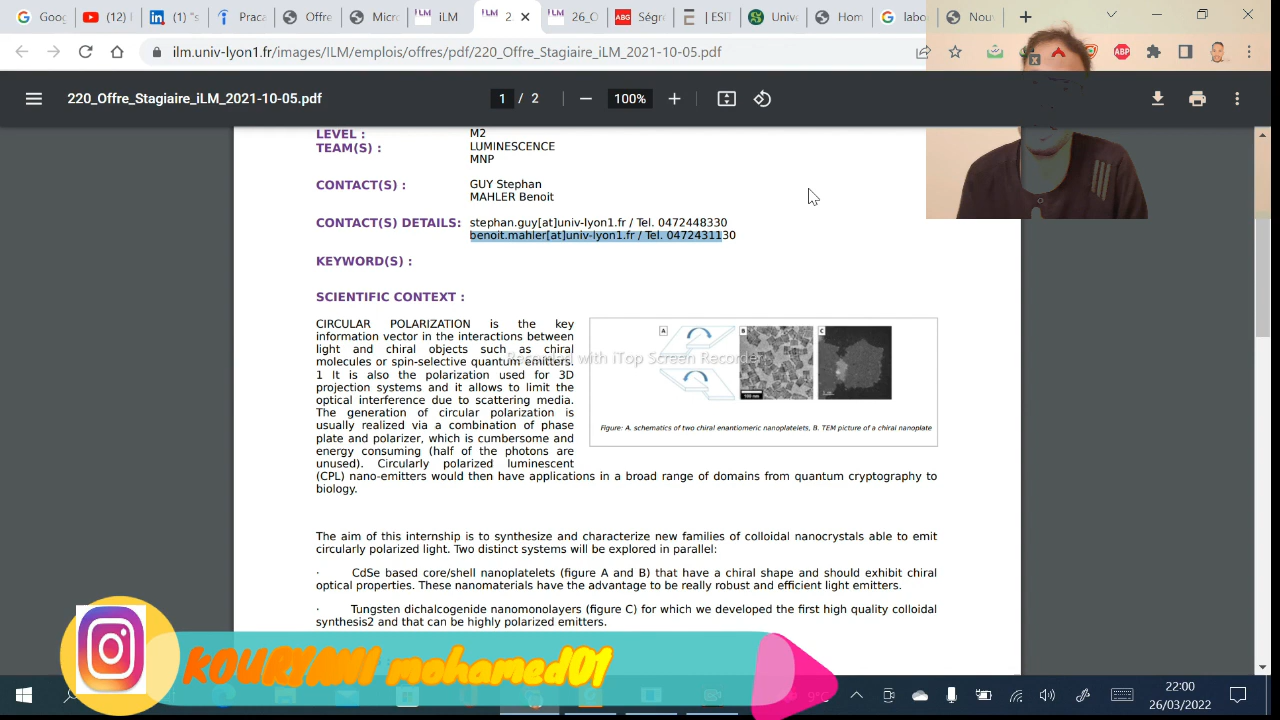 Goog
(12)
(2)
Prac
Offre
Micro
iLM
2
26_O
Ségr
ESIT
Unive
Hom
labo
Nou
ilm.univ-lyon1.fr/images/ILM/emplois/offres/pdf/220_Offre_Stagiaire_iLM_2021-10-05.pdf
220_Offre_Stagiaire_iLM_2021-10-05.pdf
1 / 2
100%
LEVEL : M2
TEAM(S) : LUMINESCENCE
MNP
CONTACT(S) : GUY Stephan
MAHLER Benoit
CONTACT(S) DETAILS: stephan.guy[at]univ-lyon1.fr / Tel. 0472448330
benoit.mahler[at]univ-lyon1.fr / Tel. 0472431130
KEYWORD(S) :
SCIENTIFIC CONTEXT :
CIRCULAR POLARIZATION is the key
information vector in the interactions between
light and chiral objects such as chiral
molecules or spin-selective quantum emitters.
1 It is also the polarization used for 3D
projection systems and it allows to limit the
optical interference due to scattering media.
The generation of circular polarization is
usually realized via a combination of phase
plate and polarizer, which is cumbersome and
energy consuming (half of the photons are
unused). Circularly polarized luminescent
(CPL) nano-emitters would then have applications in a broad range of domains from quantum cryptography to
biology.
A
B
C
100 nm
Recorded with iTop Screen Recorder
Figure: A. schematics of two chiral enantiomeric nanoplatelets, B. TEM picture of a chiral nanoplate
The aim of this internship is to synthesize and characterize new families of colloidal nanocrystals able to emit
circularly polarized light. Two distinct systems will be explored in parallel:
· CdSe based core/shell nanoplatelets (figure A and B) that have a chiral shape and should exhibit chiral
optical properties. These nanomaterials have the advantage to be really robust and efficient light emitters.
· Tungsten dichalcogenide nanomonolayers (figure C) for which we developed the first high quality colloidal
synthesis2 and that can be highly polarized emitters.
KOURYANI mohamed01
9°C
22:00
26/03/2022